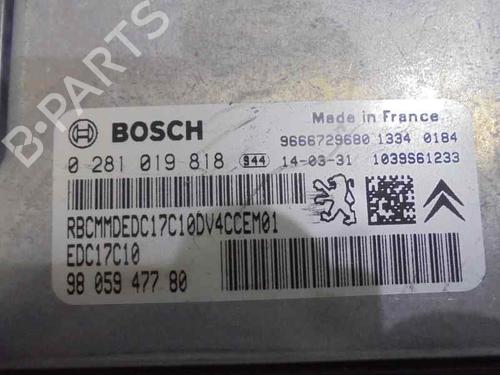 B-PARTS
BOSCH
Made in France
9666729680 1334 0184
0 281 019 818 944 14-03-31 1039S61233
RBCMMDEDC17C10DV4CCEM01
EDC17C10
98 059 477 80